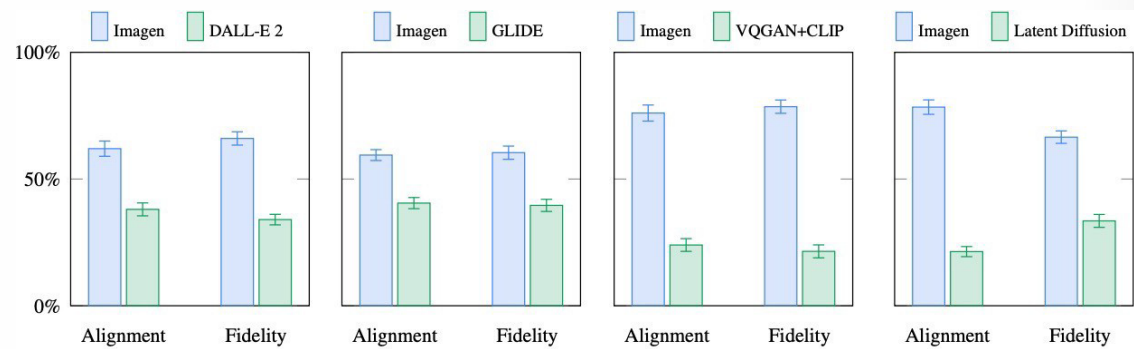 Imagen DALL-E 2 Imagen GLIDE Imagen VQGAN+CLIP Imagen Latent Diffusion
100%
50%
0%
Alignment Fidelity Alignment Fidelity Alignment Fidelity Alignment Fidelity